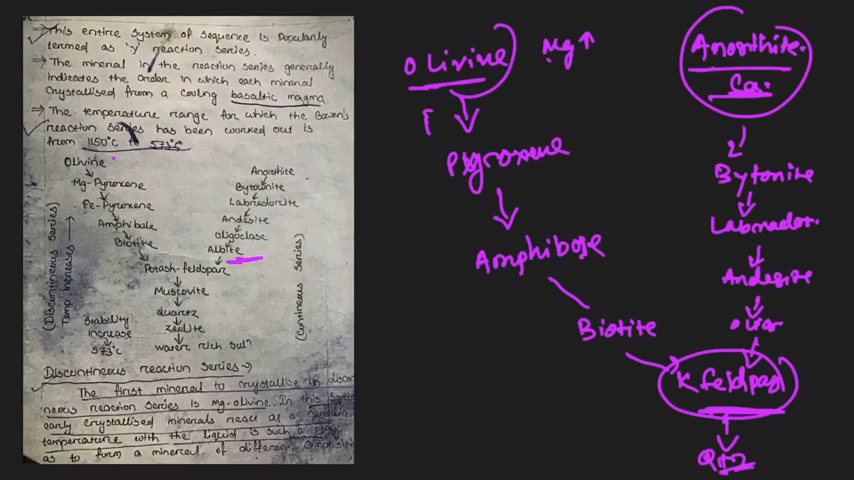 ⇒ This entire system of sequence is popularly
termed as 'y' reaction series.
⇒ The mineral in the reaction series generally
indicates the order in which each mineral
crystallised from a cooling basaltic magma.
⇒ The temperature range for which the Bowen's
reaction series has been worked out is
from 1150°C to 573°C
Olivine
Mg-Pyroxene
Fe-Pyroxene
Amphibole
Biotite
Anorthite
Bytownite
Labradorite
Andesite
Oligoclase
Albite
Potash-feldspar
Muscovite
Quartz
Zeolite
water rich sol?
(Discontinuous Series)
Temp increases
(Continuous Series)
Stability
increase
573°C
Discontinuous reaction series
The first mineral to crystallise in discon
nuous reaction series is Mg-olivine. In this series
early crystallised minerals react at a
temperature with the liquid is such a
as to form a mineral of different
Olivine
Mg↑
Pyroxene
Amphibose
Biotite
Anorthite
Ca
Bytonite
Labrador
Andesite
K feldpad
QTZ